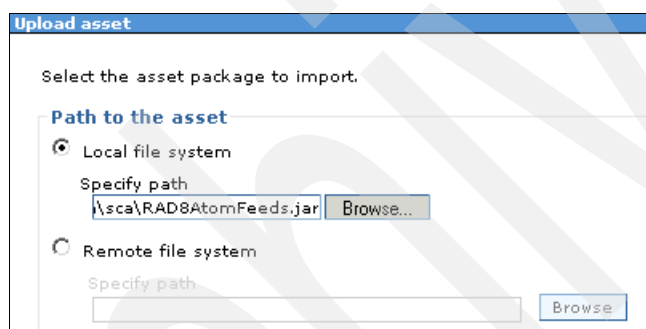 Upload asset
Select the asset package to import.
Path to the asset
Local file system
Specify path
\sca\RAD8AtomFeeds.jar Browse...
Remote file system
Specify path
Browse